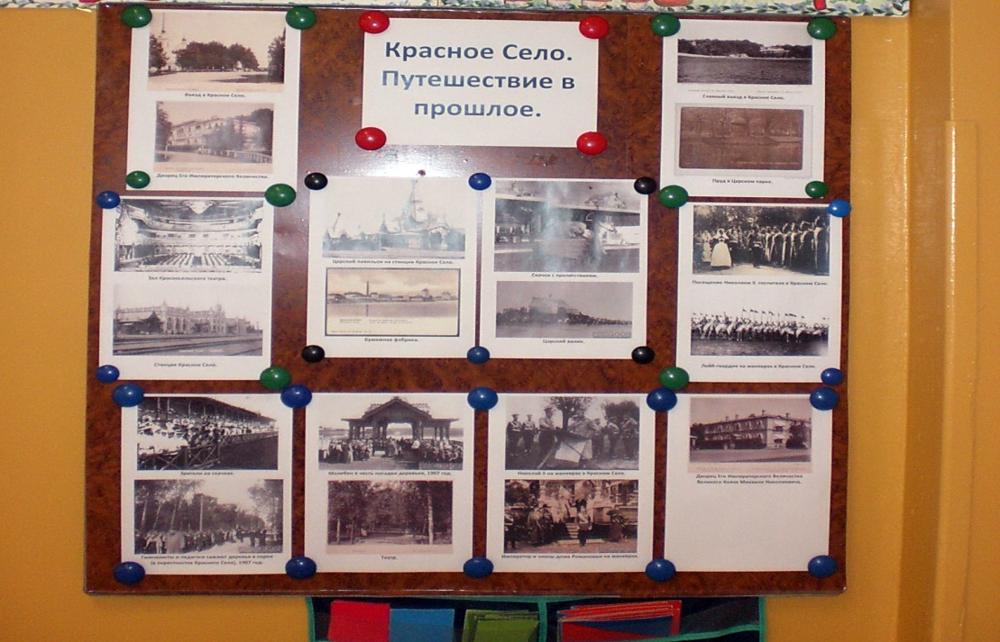 Красное Село.
Путешествие в
прошлое.
Въезд в Красное Село.
Дворец Его Императорского Величества.
Главный въезд в Красное Село.
Пруд в Царском парке.
Зал Красносельского театра.
Станция Красное Село.
Царский павильон на станции Красное Село.
Бумажная фабрика.
Скачки с препятствиями.
Царский валик.
Посещение Николаем II госпиталя в Красном Селе.
Лейб-гвардия на маневрах в Красном Селе.
Зрители на скачках.
Гимназисты и педагоги сажают деревья в парке
(в окрестностях Красного Села), 1907 год.
Молебен в честь посадки деревьев, 1907 год.
Театр.
Николай II на маневрах в Красном Селе.
Император и члены дома Романовых на маневрах.
Дворец Его Императорского Величества
Великого Князя Михаила Николаевича.